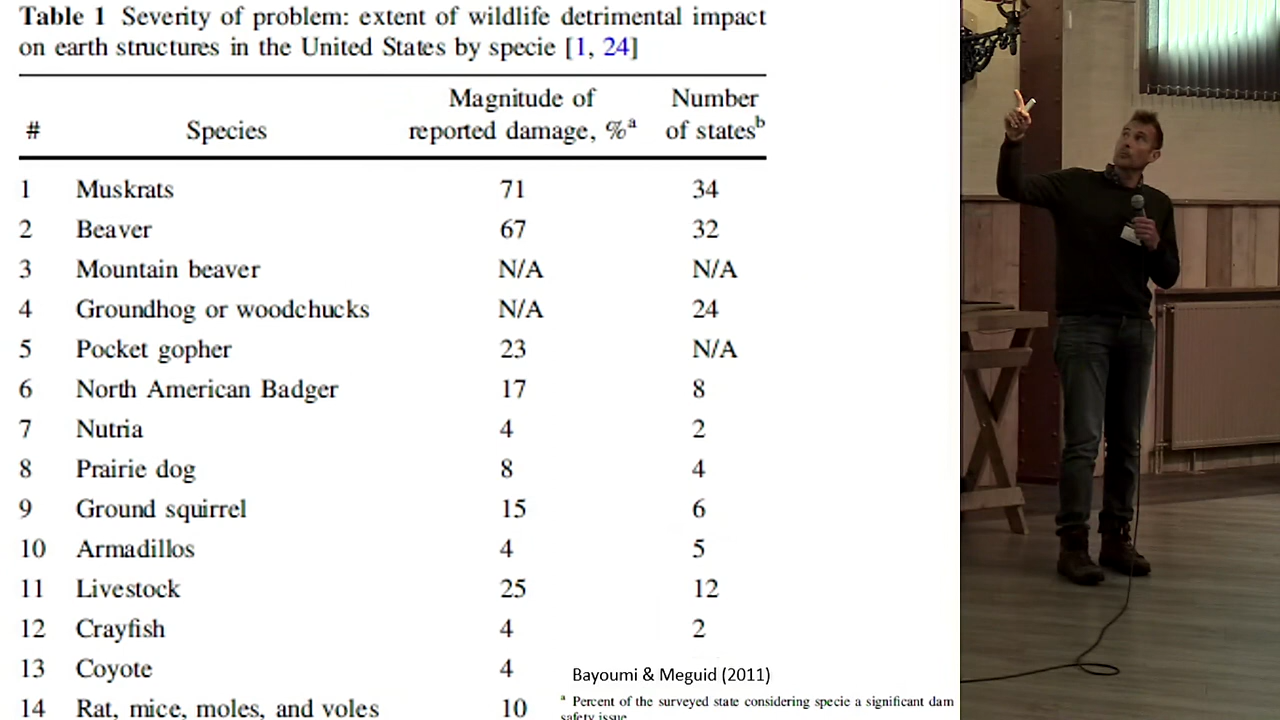 Table 1 Severity of problem: extent of wildlife detrimental impact
on earth structures in the United States by specie [1, 24]
# Species Magnitude of reported damage, %a Number of statesb
1 Muskrats 71 34
2 Beaver 67 32
3 Mountain beaver N/A N/A
4 Groundhog or woodchucks N/A 24
5 Pocket gopher 23 N/A
6 North American Badger 17 8
7 Nutria 4 2
8 Prairie dog 8 4
9 Ground squirrel 15 6
10 Armadillos 4 5
11 Livestock 25 12
12 Crayfish 4 2
13 Coyote 4
Bayoumi & Meguid (2011)
14 Rat, mice, moles, and voles 10
a Percent of the surveyed state considering specie a significant dam
safety issue